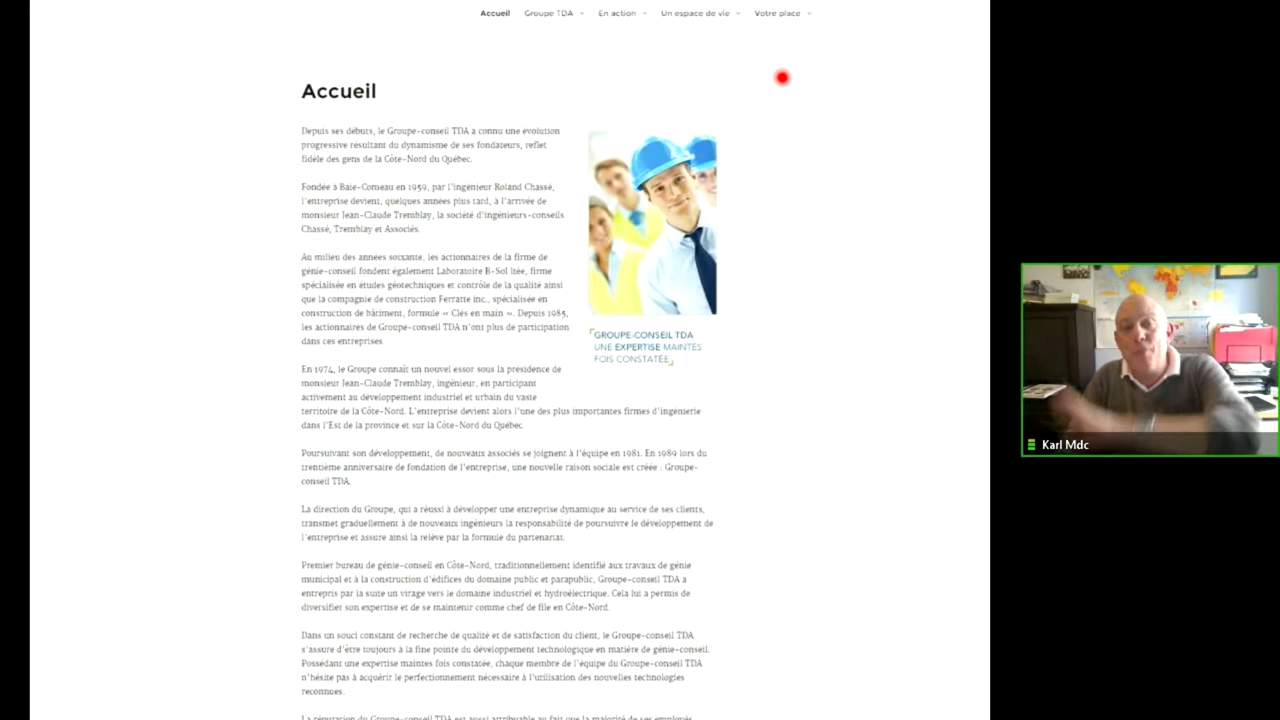 Accueil Groupe TDA En action Un espace de vie Votre place
Accueil
Depuis ses débuts, le Groupe-conseil TDA a connu une évolution
progressive résultant du dynamisme de ses fondateurs, reflet
fidèle des gens de la Côte-Nord du Québec.
Fondée à Baie-Comeau en 1959, par l'ingénieur Roland Chassé,
l'entreprise devient, quelques années plus tard, à l'arrivée de
monsieur Jean-Claude Tremblay, la société d'ingénieurs-conseils
Chassé, Tremblay et Associés.
Au milieu des années soixante, les actionnaires de la firme de
génie-conseil fondent également Laboratoire B-Sol ltée, firme
spécialisée en études géotechniques et contrôle de la qualité ainsi
que la compagnie de construction Ferratte inc., spécialisée en
construction de bâtiment, formule « Clés en main ». Depuis 1985,
les actionnaires de Groupe-conseil TDA n'ont plus de participation
dans ces entreprises.
GROUPE-CONSEIL TDA
UNE EXPERTISE MAINTES
FOIS CONSTATÉE
En 1974, le Groupe connaît un nouvel essor sous la présidence de
monsieur Jean-Claude Tremblay, ingénieur, en participant
activement au développement industriel et urbain du vaste
territoire de la Côte-Nord. L'entreprise devient alors l'une des plus importantes firmes d'ingénierie
dans l'Est de la province et sur la Côte-Nord du Québec.
Poursuivant son développement, de nouveaux associés se joignent à l'équipe en 1981. En 1989 lors du
trentième anniversaire de fondation de l'entreprise, une nouvelle raison sociale est créée : Groupe-
conseil TDA.
La direction du Groupe, qui a réussi à développer une entreprise dynamique au service de ses clients,
transmet graduellement à de nouveaux ingénieurs la responsabilité de poursuivre le développement de
l'entreprise et assure ainsi la relève par la formule du partenariat.
Premier bureau de génie-conseil en Côte-Nord, traditionnellement identifié aux travaux de génie
municipal et à la construction d'édifices du domaine public et parapublic, Groupe-conseil TDA a
entrepris par la suite un virage vers le domaine industriel et hydroélectrique. Cela lui a permis de
diversifier son expertise et de se maintenir comme chef de file en Côte-Nord.
Dans un souci constant de recherche de qualité et de satisfaction du client, le Groupe-conseil TDA
s'assure d'être toujours à la fine pointe du développement technologique en matière de génie-conseil.
Possédant une expertise maintes fois constatée, chaque membre de l'équipe du Groupe-conseil TDA
n'hésite pas à acquérir le perfectionnement nécessaire à l'utilisation des nouvelles technologies
reconnues.
La réputation du Groupe-conseil TDA est aussi attribuable au fait que la majorité de ses employés
Karl Mdc